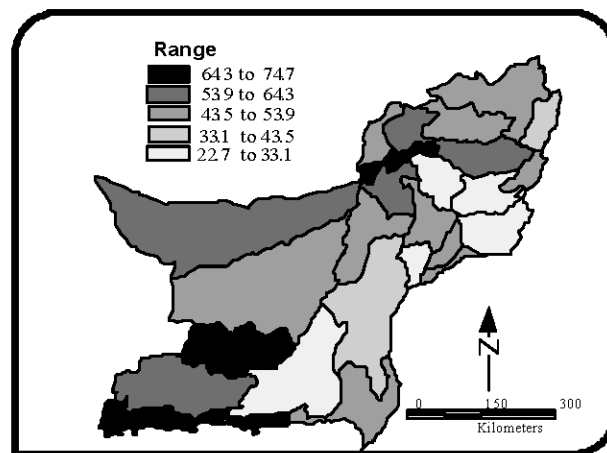 Range
64.3 to 74.7
53.9 to 64.3
43.5 to 53.9
33.1 to 43.5
22.7 to 33.1
N
0 150 300
Kilometers